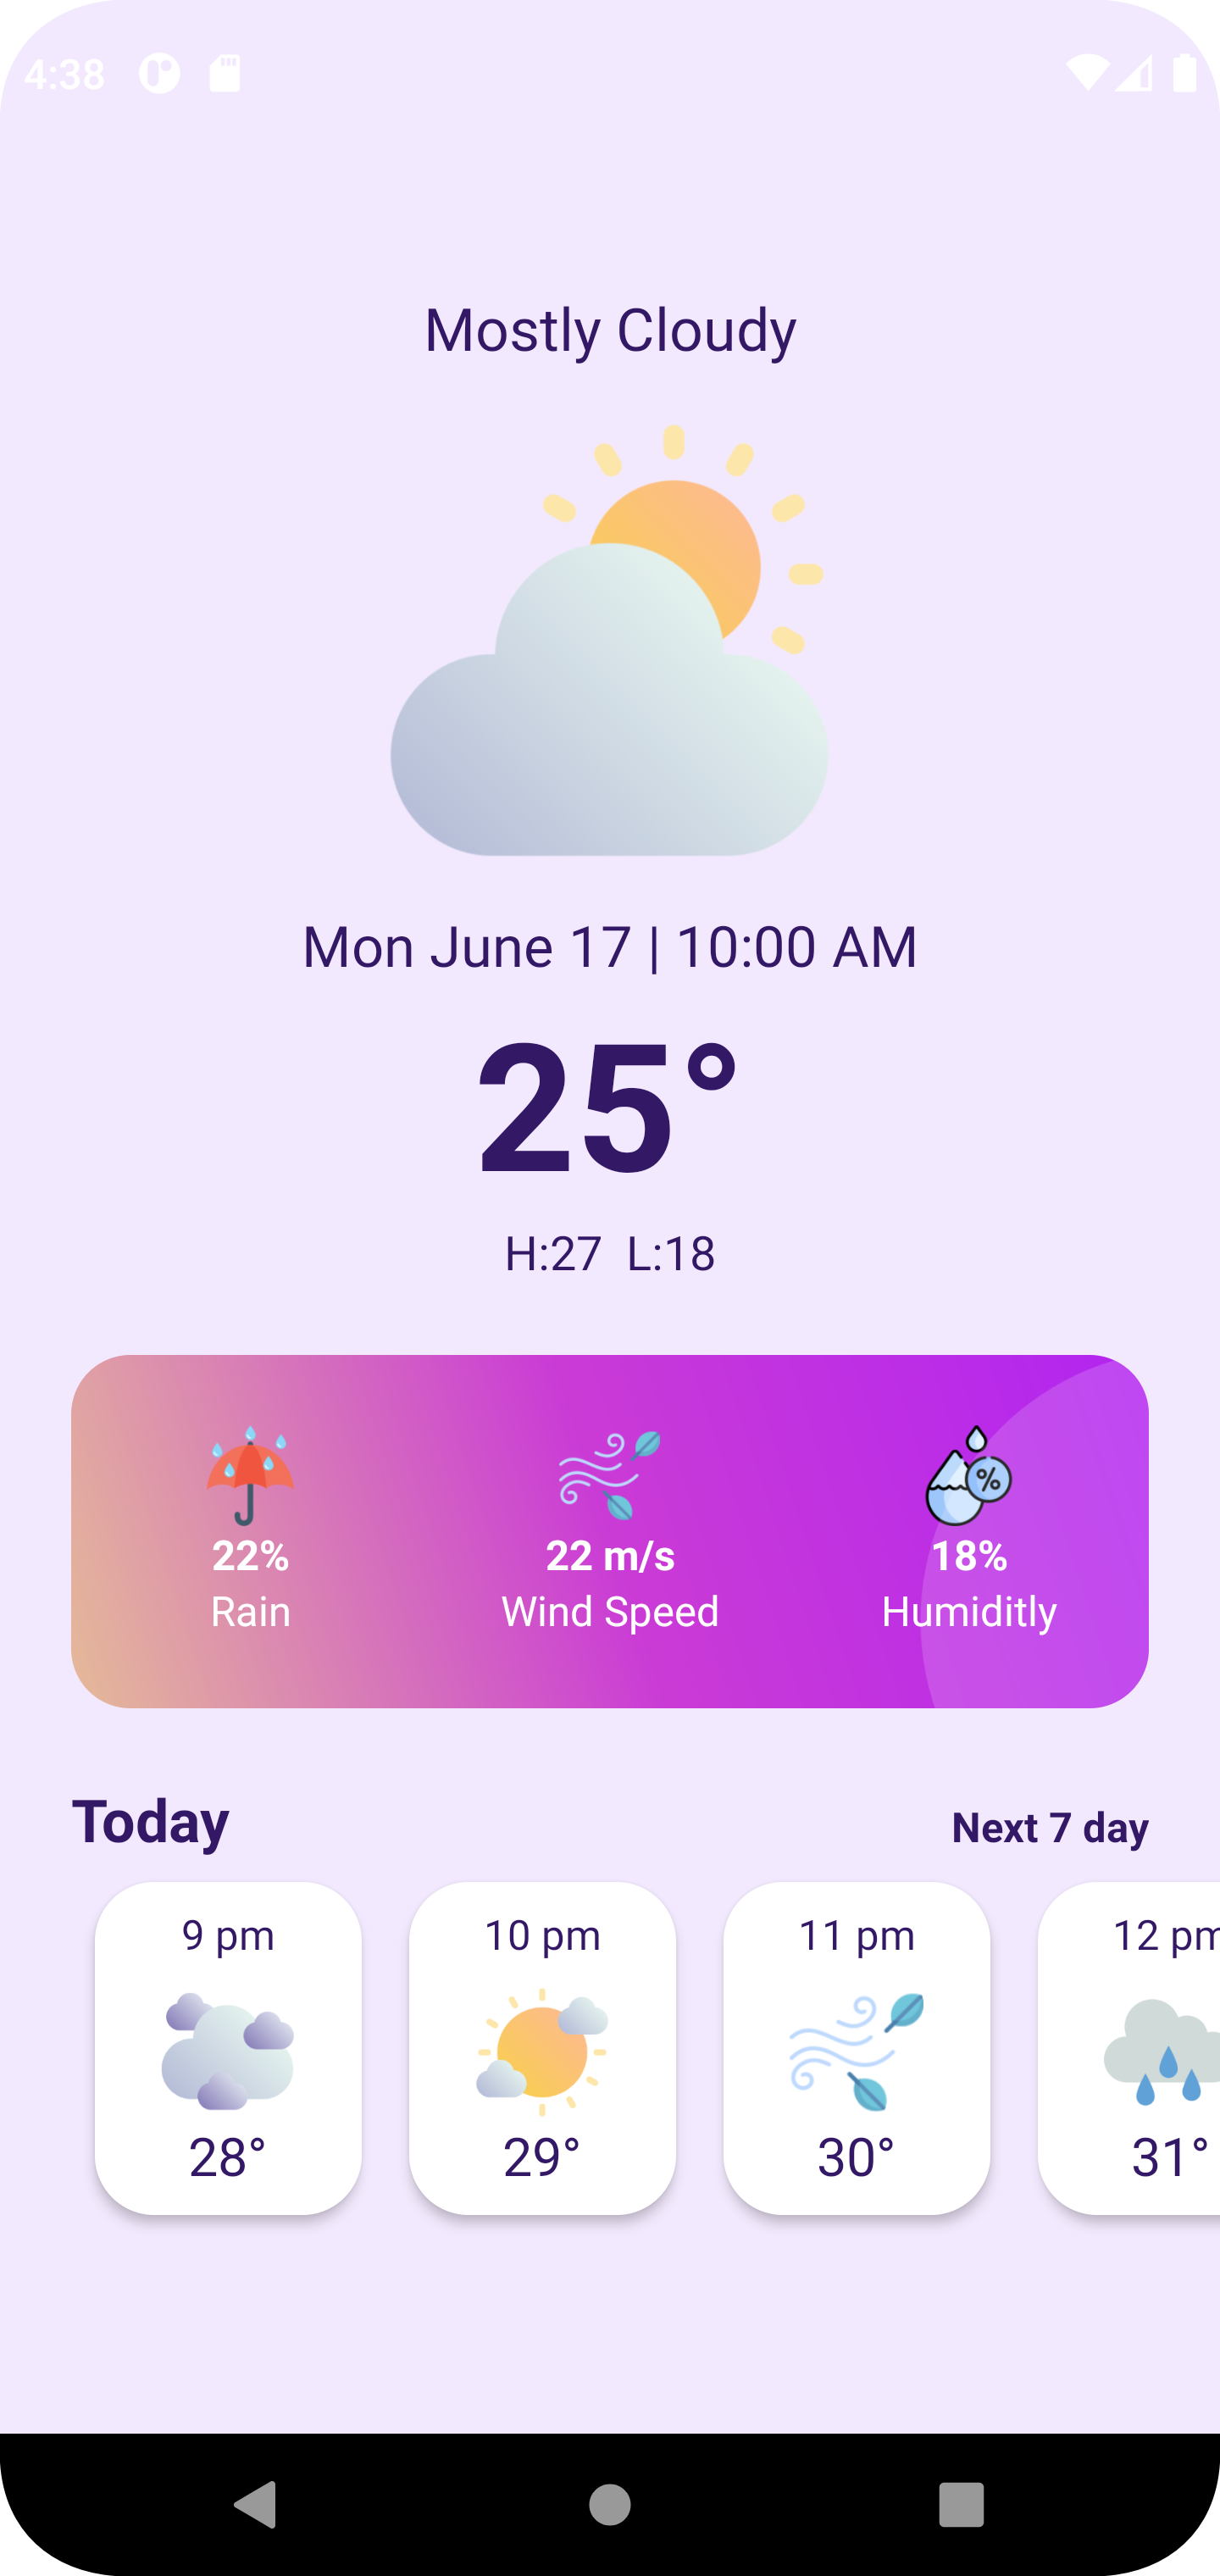 4:38
Mostly Cloudy
Mon June 17 | 10:00 AM
25°
H:27 L:18
22% 22 m/s 18%
Rain Wind Speed Humiditly
Today Next 7 day
9 pm 10 pm 11 pm 12 pm
28° 29° 30° 31°